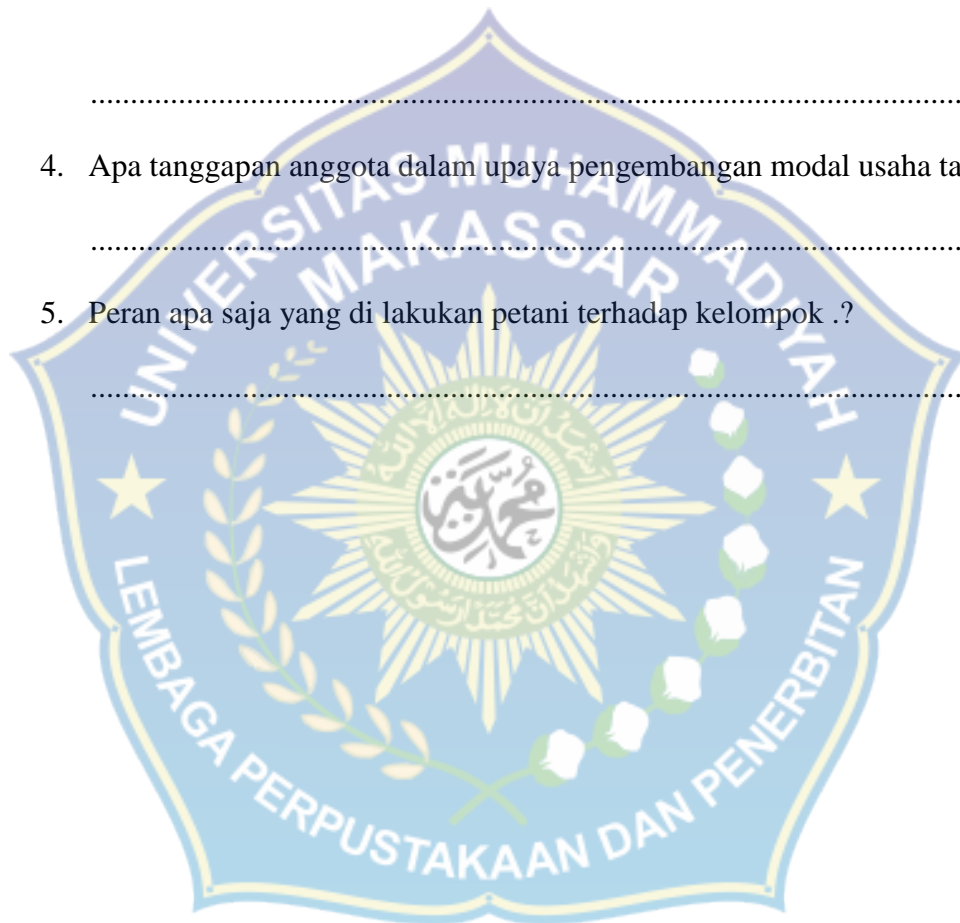 ................................................................................................................
4. Apa tanggapan anggota dalam upaya pengembangan modal usaha
................................................................................................................
5. Peran apa saja yang di lakukan petani terhadap kelompok .?
................................................................................................................
UNIVERSITAS MUHAMMADIYAH
MAKASSAR
محمد
LEMBAGA PERPUSTAKAAN DAN PENERBITAN